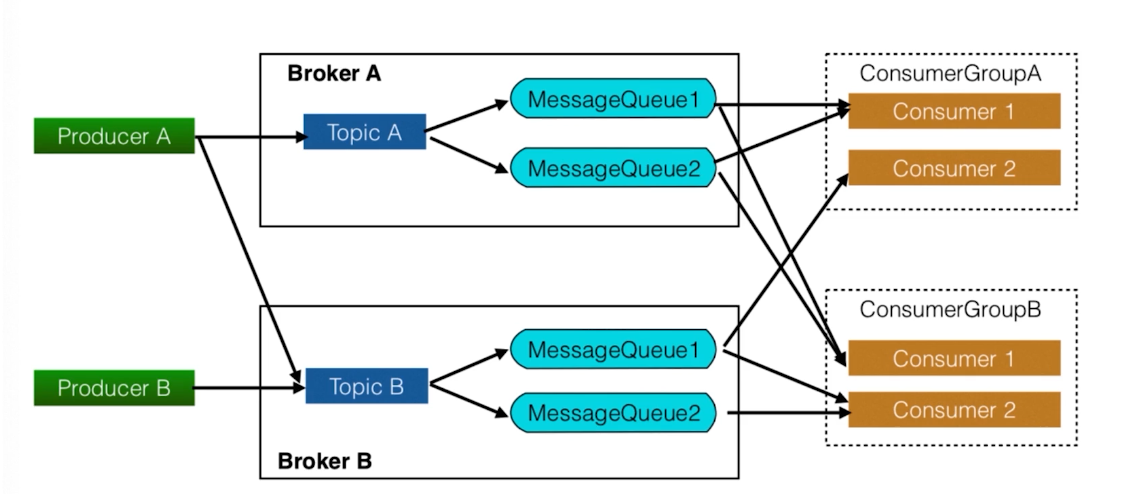 Broker A
Producer A
Topic A
MessageQueue1
MessageQueue2
ConsumerGroupA
Consumer 1
Consumer 2
Producer B
Topic B
MessageQueue1
MessageQueue2
Broker B
ConsumerGroupB
Consumer 1
Consumer 2